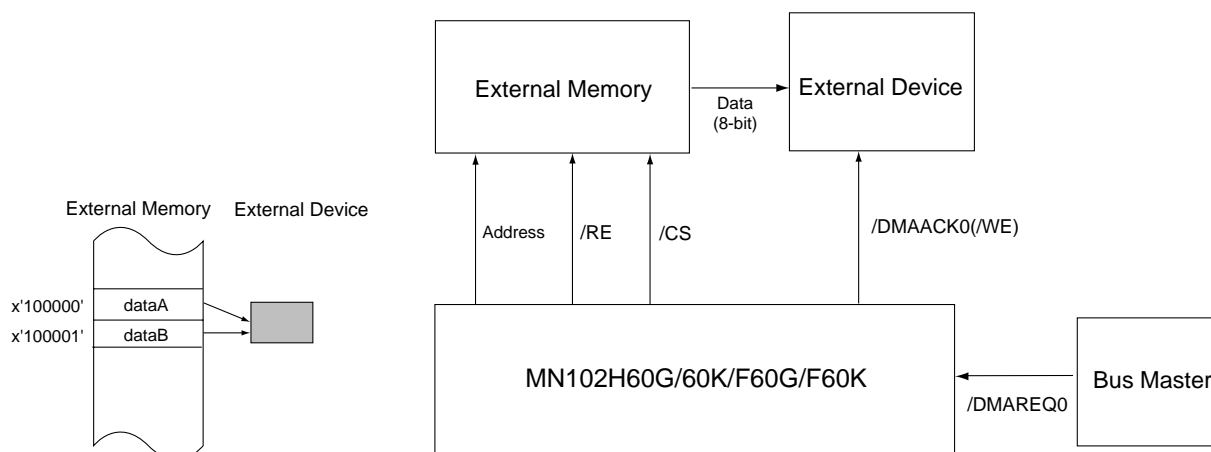 External Memory
External Device
Data
(8-bit)
External Memory
External Device
Address
/RE
/CS
/DMAACK0(/WE)
x'100000'
dataA
x'100001'
dataB
MN102H60G/60K/F60G/F60K
/DMAREQ0
Bus Master